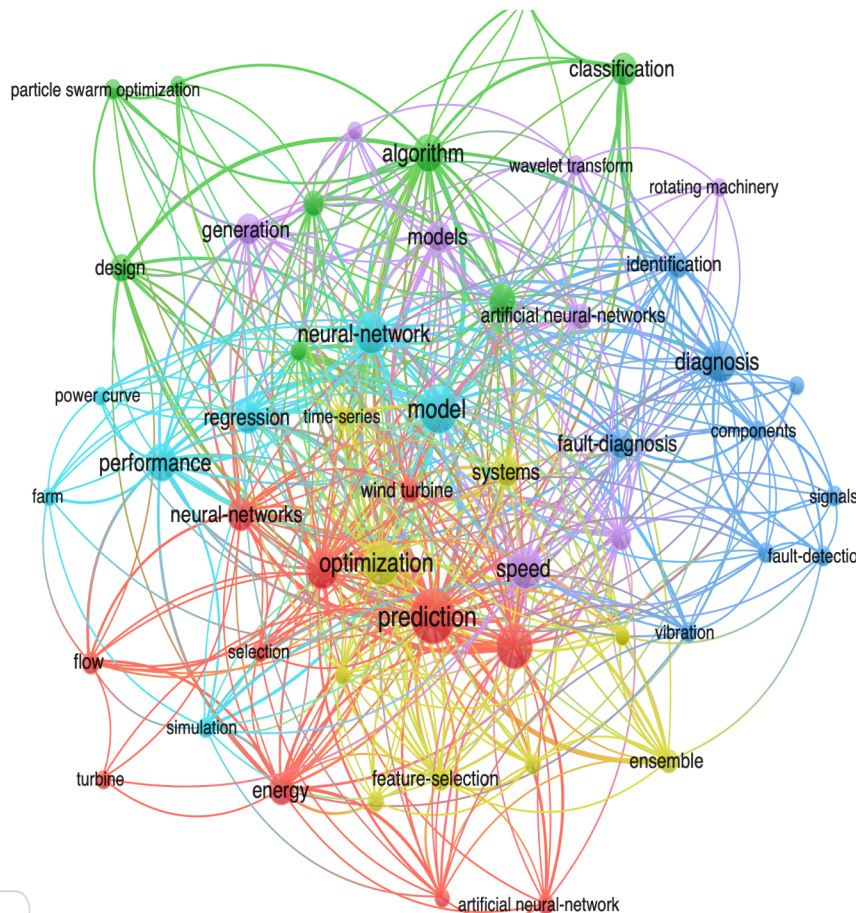 classification
particle swarm optimization
algorithm
wavelet transform
rotating machinery
generation
models
design
identification
artificial neural-networks
neural-network
diagnosis
power curve
model
regression
time-series
components
fault-diagnosis
performance
systems
wind turbine
farm
signals
neural-networks
fault-detectio
optimization
speed
prediction
vibration
selection
flow
simulation
ensemble
turbine
feature-selection
energy
artificial neural-network